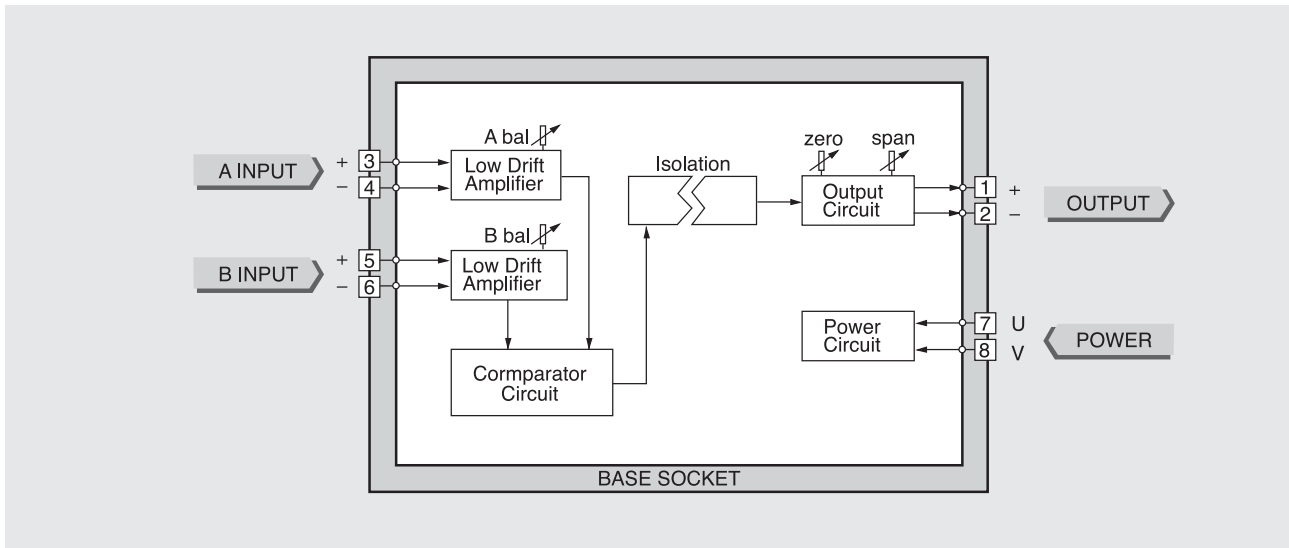 A bal
zero
span
A INPUT
+ 3
− 4
Low Drift
Amplifier
Isolation
Output
Circuit
1 +
2 −
OUTPUT
B bal
B INPUT
+ 5
− 6
Low Drift
Amplifier
Power
Circuit
7 U
8 V
POWER
Cormparator
Circuit
BASE SOCKET